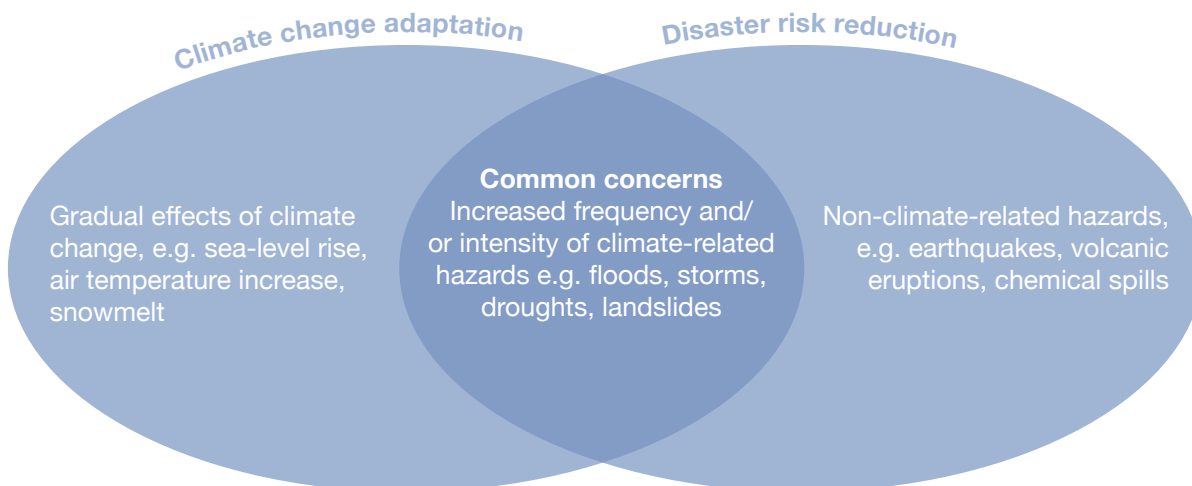 Climate change adaptation
Disaster risk reduction
Gradual effects of climate
change, e.g. sea-level rise,
air temperature increase,
snowmelt
Common concerns
Increased frequency and/
or intensity of climate-related
hazards e.g. floods, storms,
droughts, landslides
Non-climate-related hazards,
e.g. earthquakes, volcanic
eruptions, chemical spills